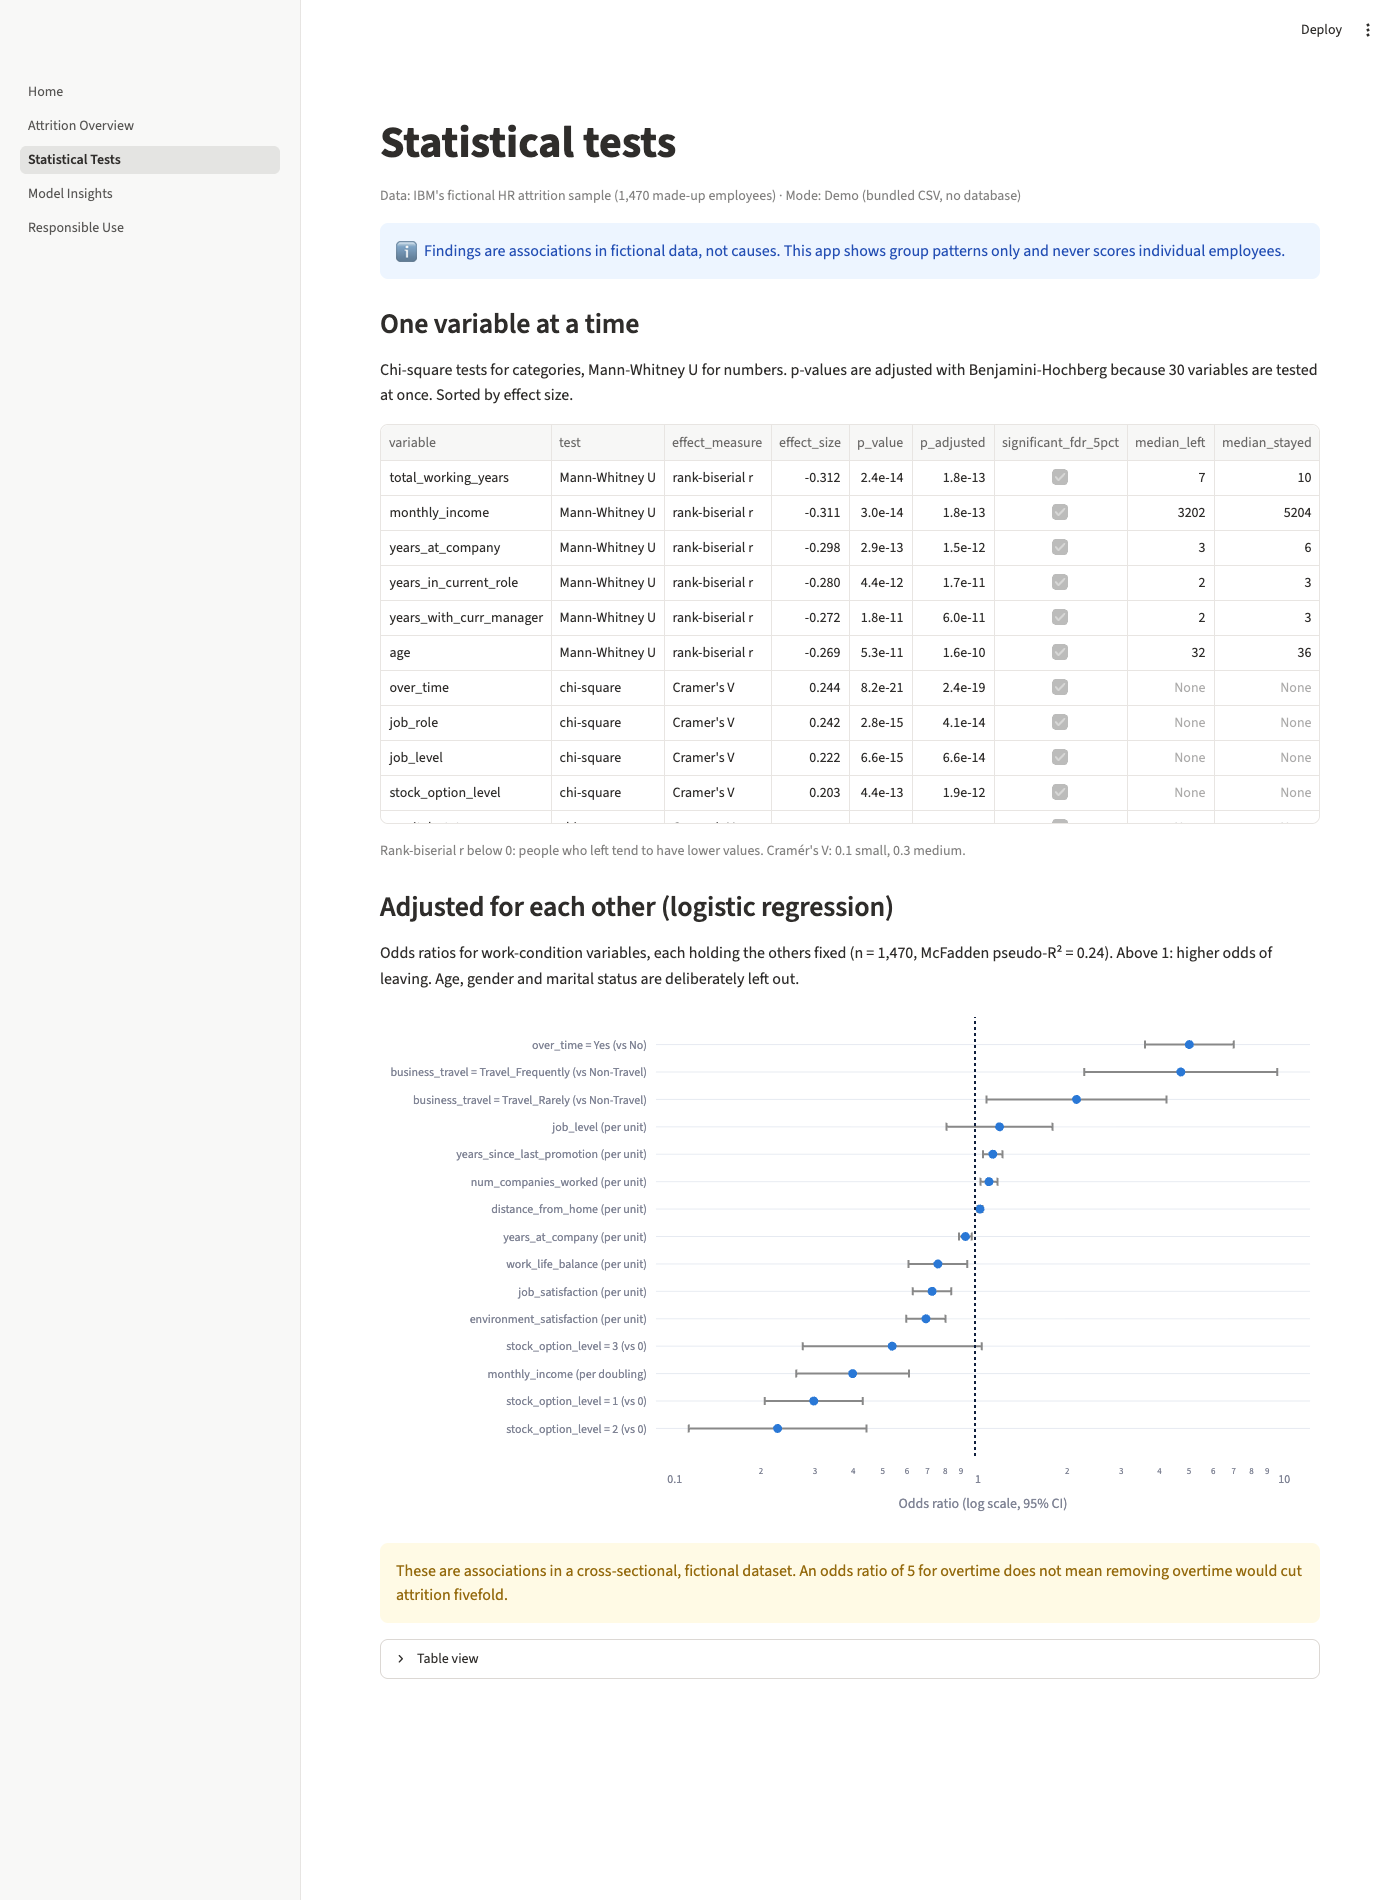 Deploy
Home
Attrition Overview
Statistical Tests
Model Insights
Responsible Use
Statistical tests
Data: IBM's fictional HR attrition sample (1,470 made-up employees) · Mode: Demo (bundled CSV, no database)
Findings are associations in fictional data, not causes. This app shows group patterns only and never scores individual employees.
One variable at a time
Chi-square tests for categories, Mann-Whitney U for numbers. p-values are adjusted with Benjamini-Hochberg because 30 variables are tested
at once. Sorted by effect size.
variable test effect_measure effect_size p_value p_adjusted significant_fdr_5pct median_left median_stayed
total_working_years Mann-Whitney U rank-biserial r -0.312 2.4e-14 1.8e-13 7 10
monthly_income Mann-Whitney U rank-biserial r -0.311 3.0e-14 1.8e-13 3202 5204
years_at_company Mann-Whitney U rank-biserial r -0.298 2.9e-13 1.5e-12 3 6
years_in_current_role Mann-Whitney U rank-biserial r -0.280 4.4e-12 1.7e-11 2 3
years_with_curr_manager Mann-Whitney U rank-biserial r -0.272 1.8e-11 6.0e-11 2 3
age Mann-Whitney U rank-biserial r -0.269 5.3e-11 1.6e-10 32 36
over_time chi-square Cramer's V 0.244 8.2e-21 2.4e-19 None None
job_role chi-square Cramer's V 0.242 2.8e-15 4.1e-14 None None
job_level chi-square Cramer's V 0.222 6.6e-15 6.6e-14 None None
stock_option_level chi-square Cramer's V 0.203 4.4e-13 1.9e-12 None None
Rank-biserial r below 0: people who left tend to have lower values. Cramér's V: 0.1 small, 0.3 medium.
Adjusted for each other (logistic regression)
Odds ratios for work-condition variables, each holding the others fixed (n = 1,470, McFadden pseudo-R² = 0.24). Above 1: higher odds of
leaving. Age, gender and marital status are deliberately left out.
over_time = Yes (vs No)
business_travel = Travel_Frequently (vs Non-Travel)
business_travel = Travel_Rarely (vs Non-Travel)
job_level (per unit)
years_since_last_promotion (per unit)
num_companies_worked (per unit)
distance_from_home (per unit)
years_at_company (per unit)
work_life_balance (per unit)
job_satisfaction (per unit)
environment_satisfaction (per unit)
stock_option_level = 3 (vs 0)
monthly_income (per doubling)
stock_option_level = 1 (vs 0)
stock_option_level = 2 (vs 0)
0.1 2 3 4 5 6 7 8 9 1 2 3 4 5 6 7 8 9 10
Odds ratio (log scale, 95% CI)
These are associations in a cross-sectional, fictional dataset. An odds ratio of 5 for overtime does not mean removing overtime would cut
attrition fivefold.
Table view